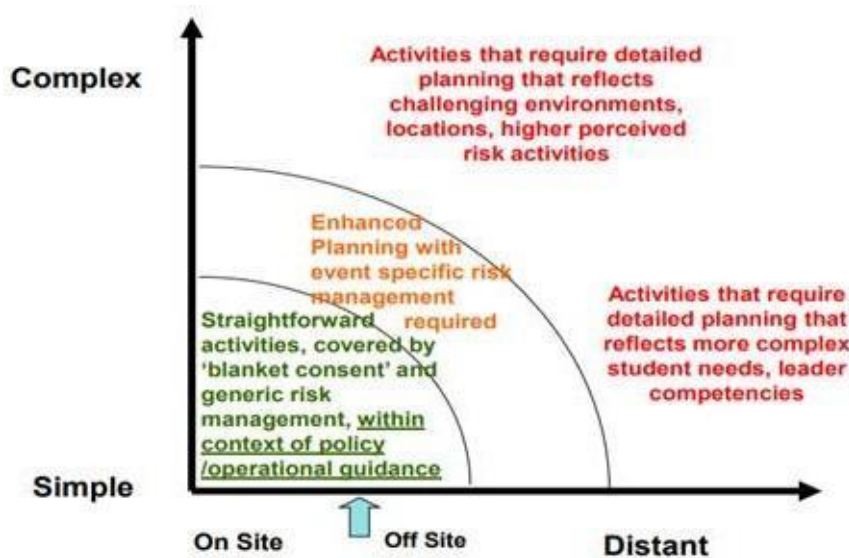 Complex
Activities that require detailed
planning that reflects
challenging environments,
locations, higher perceived
risk activities
Enhanced
Planning with
event specific risk
management
required
Activities that require
detailed planning that
reflects more complex
student needs, leader
competencies
Straightforward
activities, covered by
‘blanket consent’ and
generic risk
management, within
context of policy
/operational guidance
Simple
On Site
Off Site
Distant